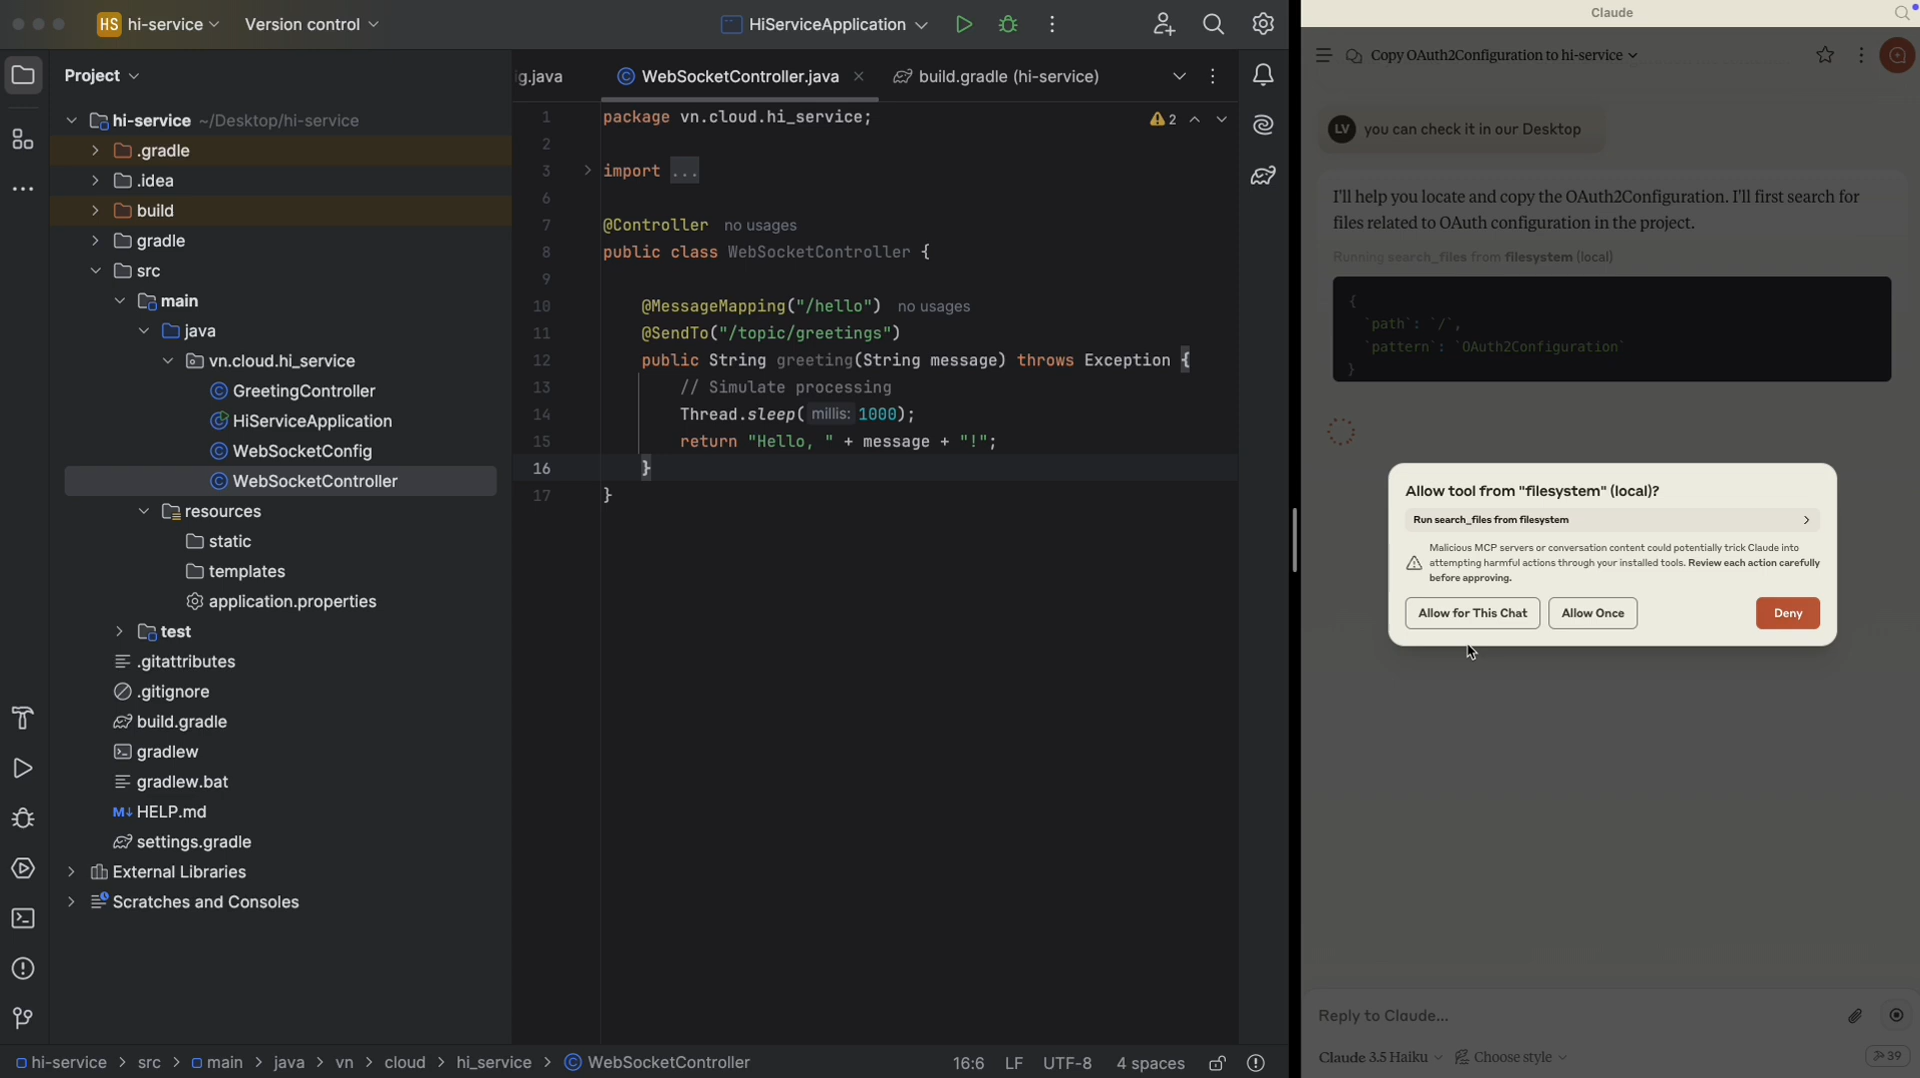 HS hi-service
Version control
HiServiceApplication
Project
hi-service ~/Desktop/hi-service
.gradle
.idea
build
gradle
src
main
java
vn.cloud.hi_service
GreetingController
HiServiceApplication
WebSocketConfig
WebSocketController
resources
static
templates
application.properties
test
.gitattributes
.gitignore
build.gradle
gradlew
gradlew.bat
M↓ HELP.md
settings.gradle
External Libraries
Scratches and Consoles
ig.java
WebSocketController.java
build.gradle (hi-service)
2
1 package vn.cloud.hi_service;
2
3 import ...
6
7 @Controller no usages
8 public class WebSocketController {
9
10 @MessageMapping("/hello") no usages
11 @SendTo("/topic/greetings")
12 public String greeting(String message) throws Exception {
13 // Simulate processing
14 Thread.sleep( millis: 1000);
15 return "Hello, " + message + "!";
16 }
17 }
hi-service > src > main > java > vn > cloud > hi_service > WebSocketController
16:6 LF UTF-8 4 spaces
Claude
Copy OAuth2Configuration to hi-service
LV you can check it in our Desktop
I'll help you locate and copy the OAuth2Configuration. I'll first search for
files related to OAuth configuration in the project.
Running search_files from filesystem (local)
{
`path`: `/`,
`pattern`: `OAuth2Configuration`
}
Allow tool from "filesystem" (local)?
Run search_files from filesystem
Malicious MCP servers or conversation content could potentially trick Claude into
attempting harmful actions through your installed tools. Review each action carefully
before approving.
Allow for This Chat
Allow Once
Deny
Reply to Claude...
Claude 3.5 Haiku
Choose style
39